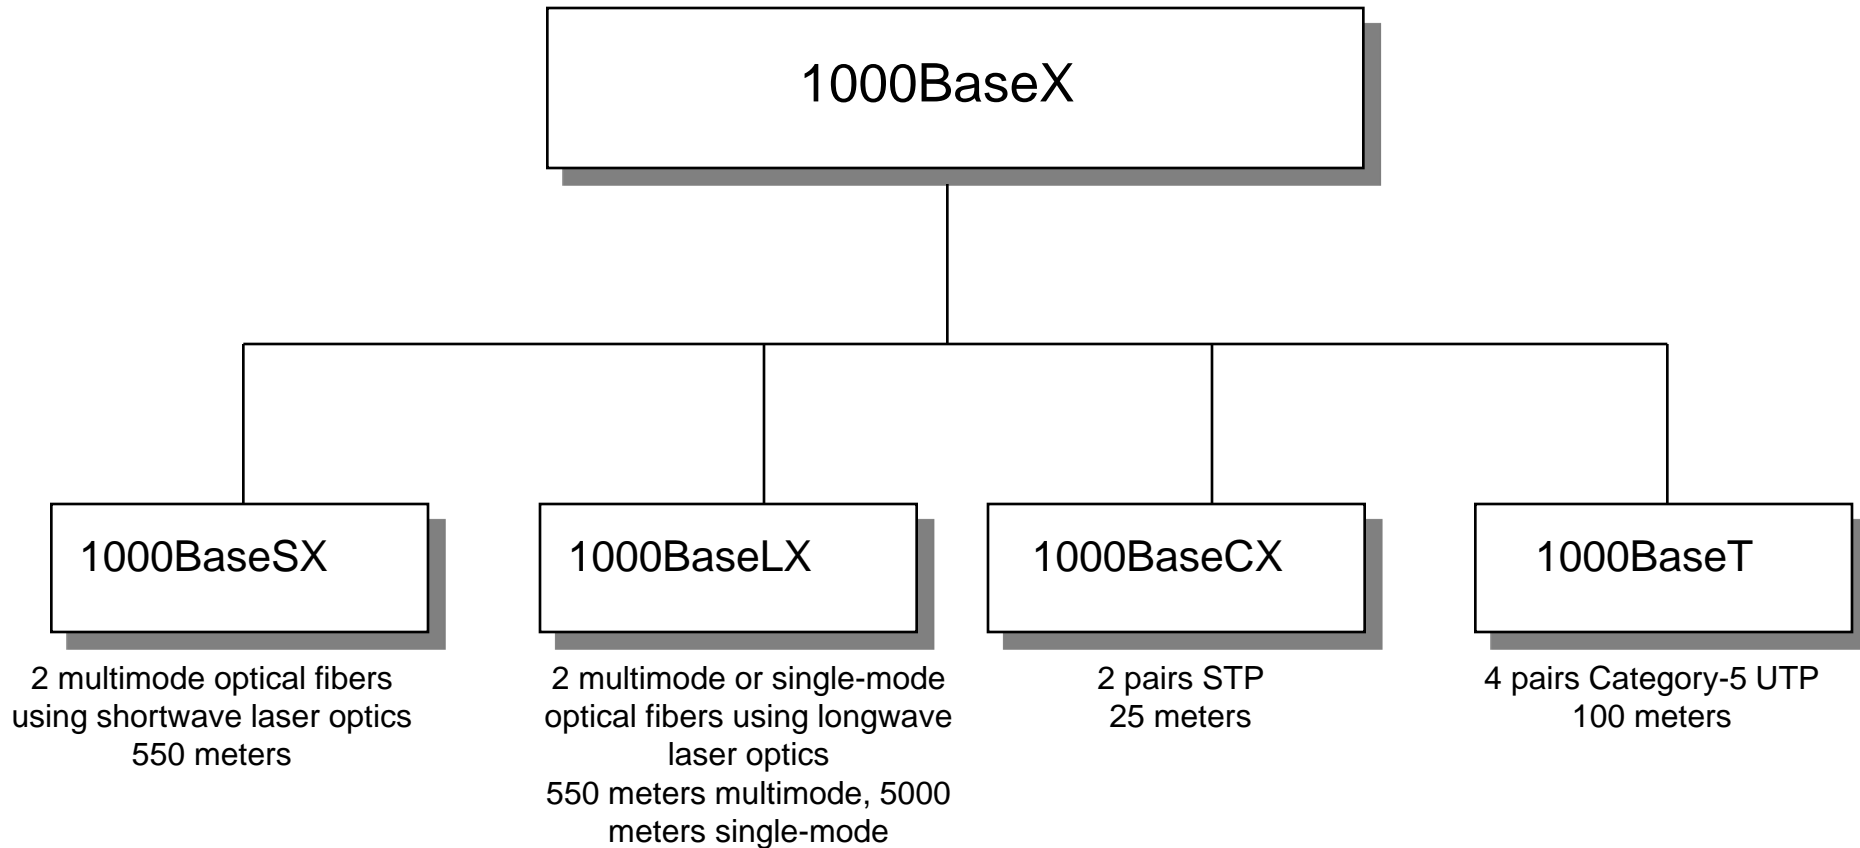 1000BaseX
1000BaseSX
1000BaseLX
1000BaseCX
1000BaseT
2 multimode optical fibers
using shortwave laser optics
550 meters
2 multimode or single-mode
optical fibers using longwave
laser optics
550 meters multimode, 5000
meters single-mode
2 pairs STP
25 meters
4 pairs Category-5 UTP
100 meters